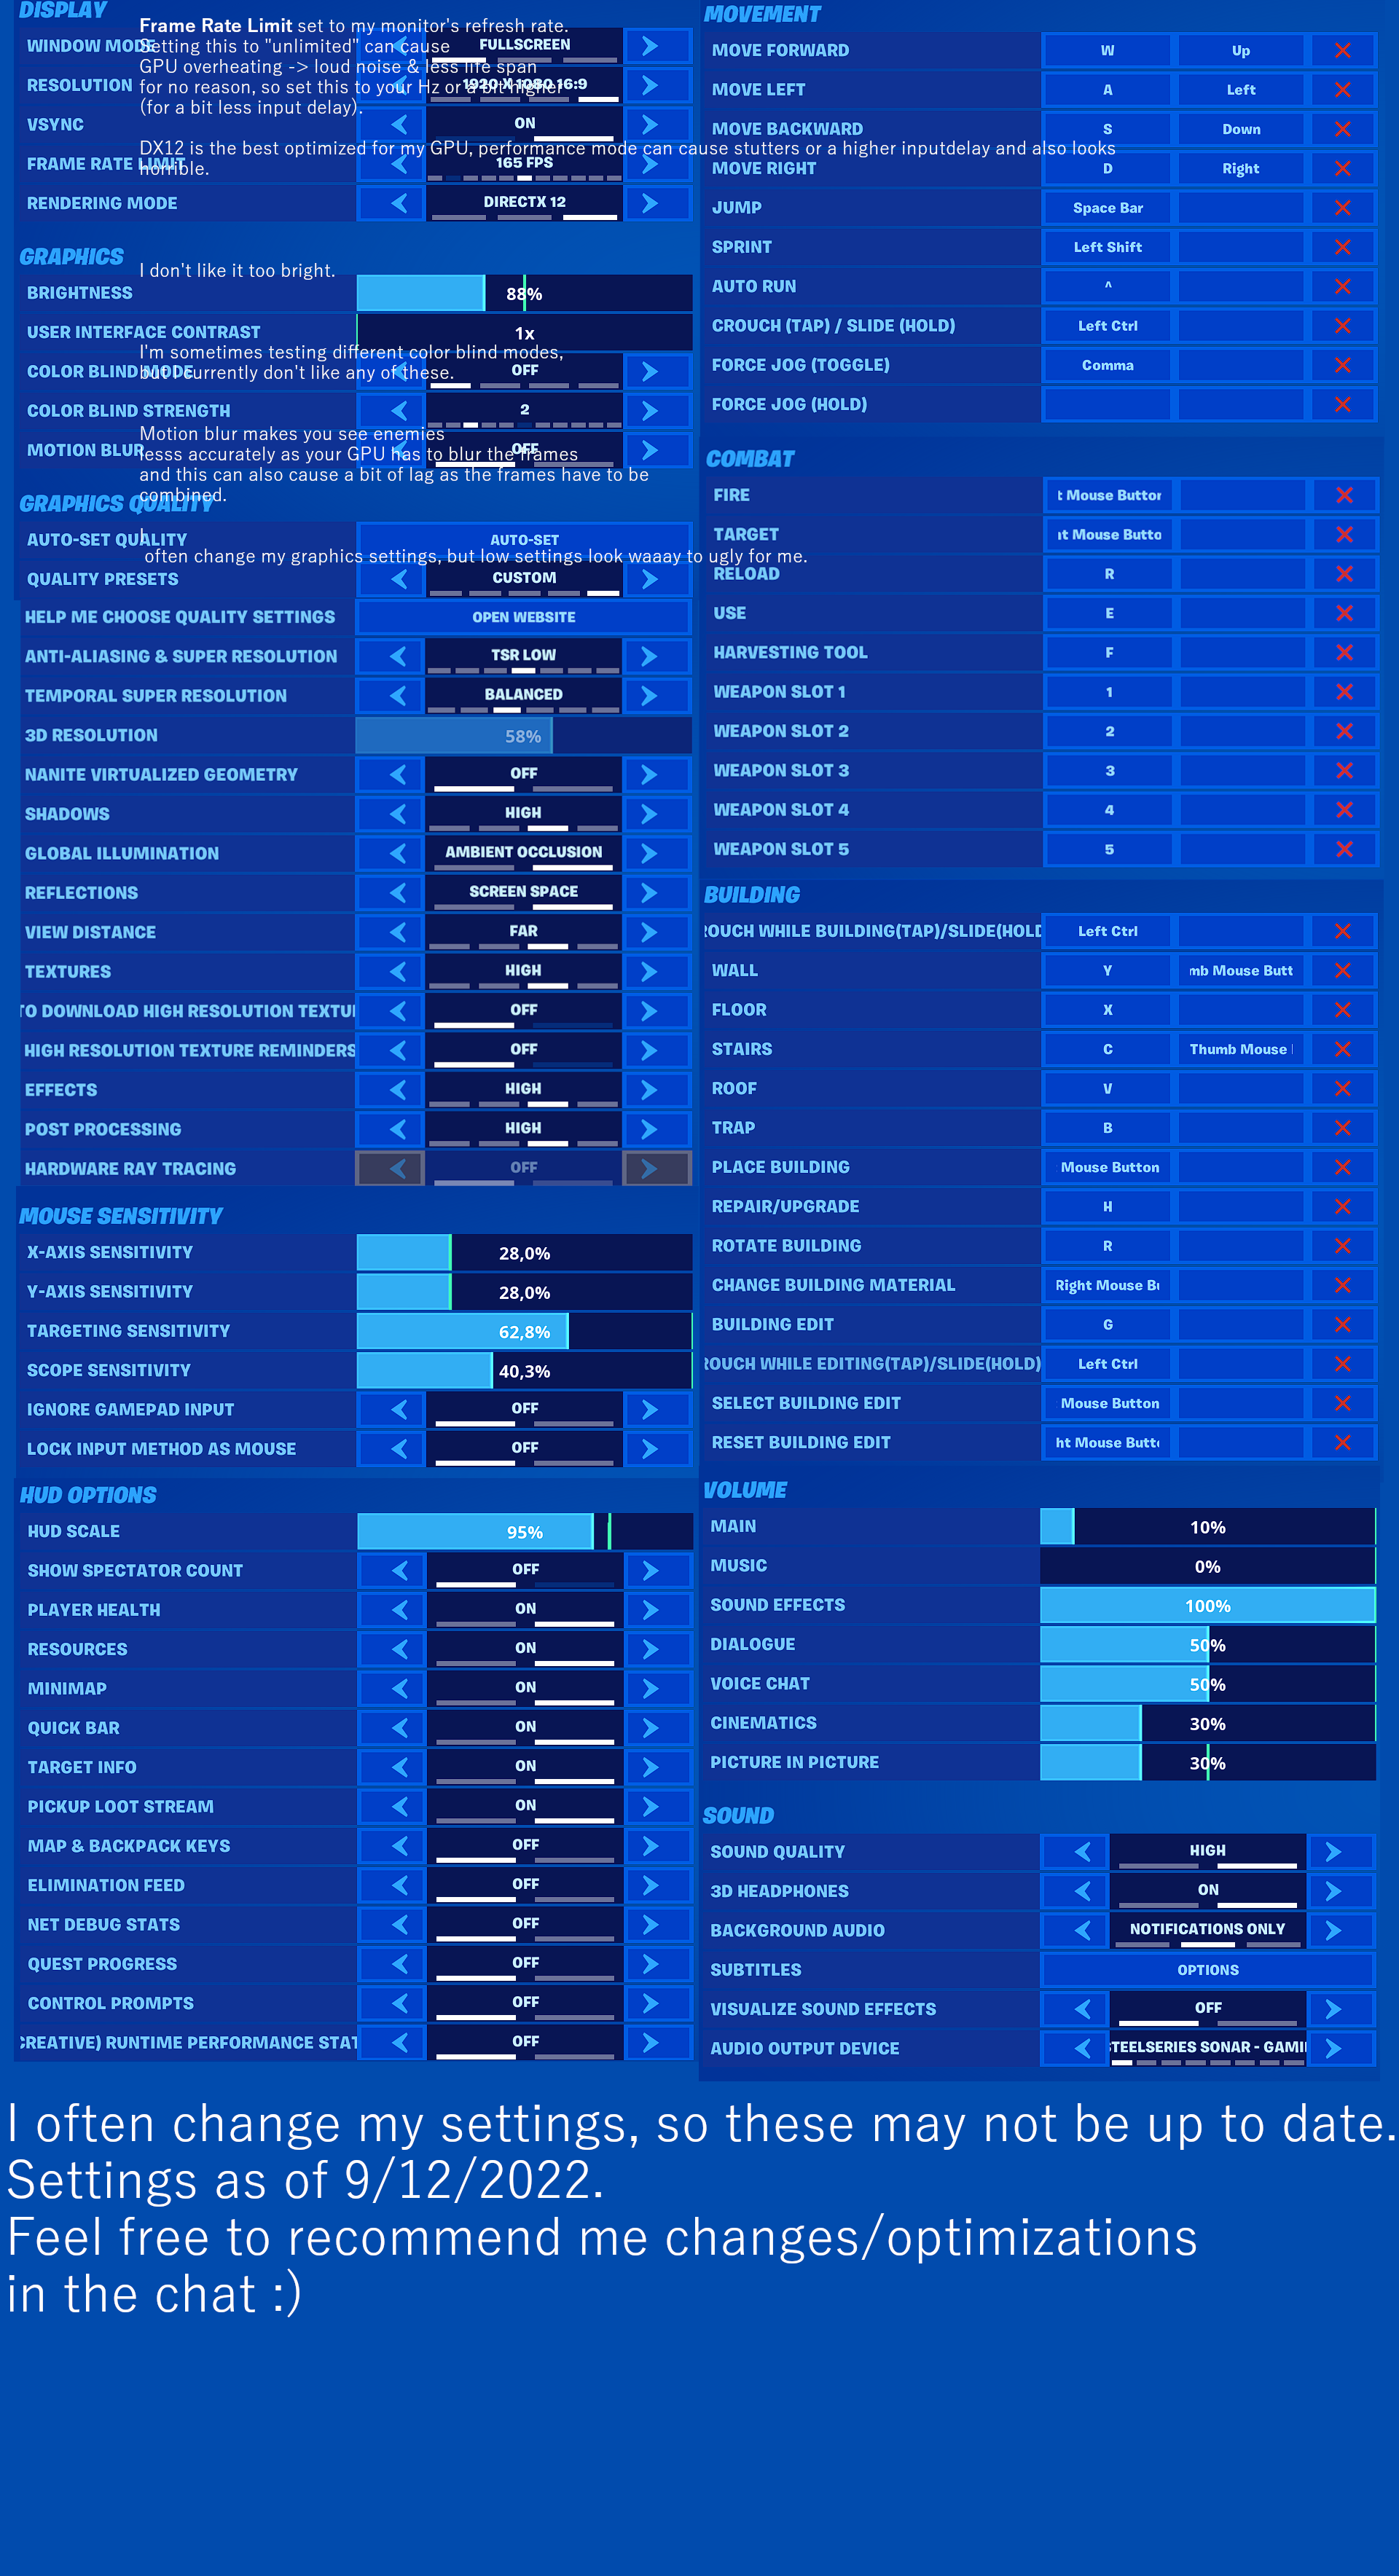 DISPLAY
Frame Rate Limit set to my monitor's refresh rate.
Setting this to "unlimited" can cause
GPU overheating -> loud noise & less life span
for no reason, so set this to your Hz or a bit higher
(for a bit less input delay).
DX12 is the best optimized for my GPU, performance mode can cause stutters or a higher inputdelay and also looks
horrible.
WINDOW MODE FULLSCREEN
RESOLUTION 1920 X 1080 16:9
VSYNC ON
FRAME RATE LIMIT 165 FPS
RENDERING MODE DIRECTX 12
GRAPHICS
I don't like it too bright.
BRIGHTNESS 88%
USER INTERFACE CONTRAST 1x
I'm sometimes testing different color blind modes,
but I currently don't like any of these.
COLOR BLIND MODE OFF
COLOR BLIND STRENGTH 2
Motion blur makes you see enemies
lesss accurately as your GPU has to blur the frames
and this can also cause a bit of lag as the frames have to be
combined.
MOTION BLUR OFF
GRAPHICS QUALITY
I
often change my graphics settings, but low settings look waaay to ugly for me.
AUTO-SET QUALITY AUTO-SET
QUALITY PRESETS CUSTOM
HELP ME CHOOSE QUALITY SETTINGS OPEN WEBSITE
ANTI-ALIASING & SUPER RESOLUTION TSR LOW
TEMPORAL SUPER RESOLUTION BALANCED
3D RESOLUTION 58%
NANITE VIRTUALIZED GEOMETRY OFF
SHADOWS HIGH
GLOBAL ILLUMINATION AMBIENT OCCLUSION
REFLECTIONS SCREEN SPACE
VIEW DISTANCE FAR
TEXTURES HIGH
TO DOWNLOAD HIGH RESOLUTION TEXTU OFF
HIGH RESOLUTION TEXTURE REMINDERS OFF
EFFECTS HIGH
POST PROCESSING HIGH
HARDWARE RAY TRACING OFF
MOUSE SENSITIVITY
X-AXIS SENSITIVITY 28,0%
Y-AXIS SENSITIVITY 28,0%
TARGETING SENSITIVITY 62,8%
SCOPE SENSITIVITY 40,3%
IGNORE GAMEPAD INPUT OFF
LOCK INPUT METHOD AS MOUSE OFF
HUD OPTIONS
HUD SCALE 95%
SHOW SPECTATOR COUNT OFF
PLAYER HEALTH ON
RESOURCES ON
MINIMAP ON
QUICK BAR ON
TARGET INFO ON
PICKUP LOOT STREAM ON
MAP & BACKPACK KEYS OFF
ELIMINATION FEED OFF
NET DEBUG STATS OFF
QUEST PROGRESS OFF
CONTROL PROMPTS OFF
CREATIVE) RUNTIME PERFORMANCE STAT OFF
MOVEMENT
MOVE FORWARD W Up
MOVE LEFT A Left
MOVE BACKWARD S Down
MOVE RIGHT D Right
JUMP Space Bar
SPRINT Left Shift
AUTO RUN ^
CROUCH (TAP) / SLIDE (HOLD) Left Ctrl
FORCE JOG (TOGGLE) Comma
FORCE JOG (HOLD)
COMBAT
FIRE t Mouse Button
TARGET ht Mouse Butto
RELOAD R
USE E
HARVESTING TOOL F
WEAPON SLOT 1 1
WEAPON SLOT 2 2
WEAPON SLOT 3 3
WEAPON SLOT 4 4
WEAPON SLOT 5 5
BUILDING
ROUCH WHILE BUILDING(TAP)/SLIDE(HOLD Left Ctrl
WALL Y mb Mouse Butt
FLOOR X
STAIRS C Thumb Mouse
ROOF V
TRAP B
PLACE BUILDING Mouse Button
REPAIR/UPGRADE H
ROTATE BUILDING R
CHANGE BUILDING MATERIAL Right Mouse Bu
BUILDING EDIT G
ROUCH WHILE EDITING(TAP)/SLIDE(HOLD) Left Ctrl
SELECT BUILDING EDIT Mouse Button
RESET BUILDING EDIT ht Mouse Butto
VOLUME
MAIN 10%
MUSIC 0%
SOUND EFFECTS 100%
DIALOGUE 50%
VOICE CHAT 50%
CINEMATICS 30%
PICTURE IN PICTURE 30%
SOUND
SOUND QUALITY HIGH
3D HEADPHONES ON
BACKGROUND AUDIO NOTIFICATIONS ONLY
SUBTITLES OPTIONS
VISUALIZE SOUND EFFECTS OFF
AUDIO OUTPUT DEVICE STEELSERIES SONAR - GAMI
I often change my settings, so these may not be up to date.
Settings as of 9/12/2022.
Feel free to recommend me changes/optimizations
in the chat :)